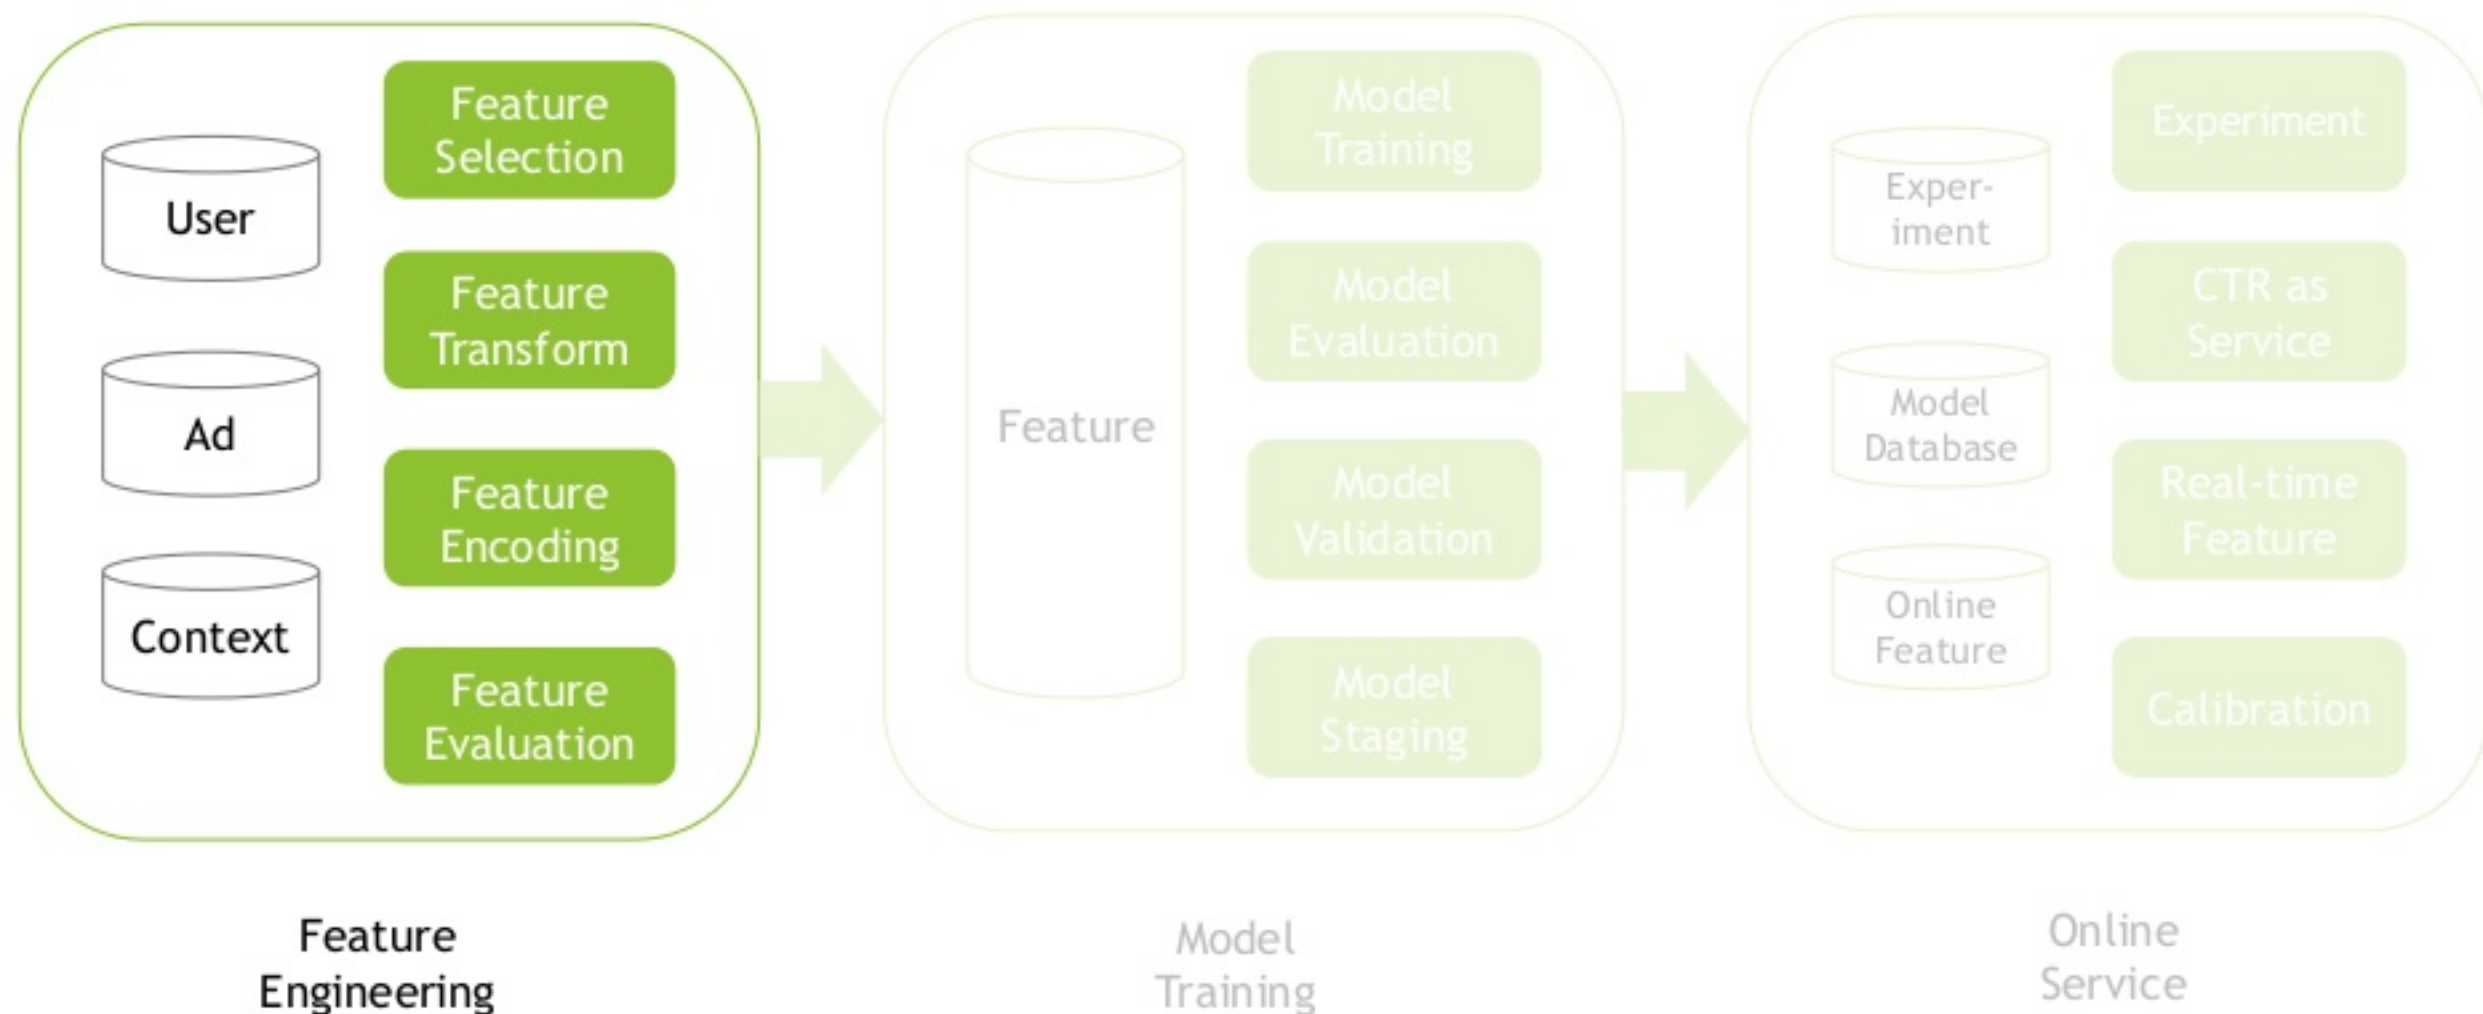 User
Ad
Context
Feature
Selection
Feature
Transform
Feature
Encoding
Feature
Evaluation
Feature
Engineering
Feature
Model
Training
Model
Evaluation
Model
Validation
Model
Staging
Model
Training
Exper-
iment
Model
Database
Online
Feature
Experiment
CTR as
Service
Real-time
Feature
Calibration
Online
Service